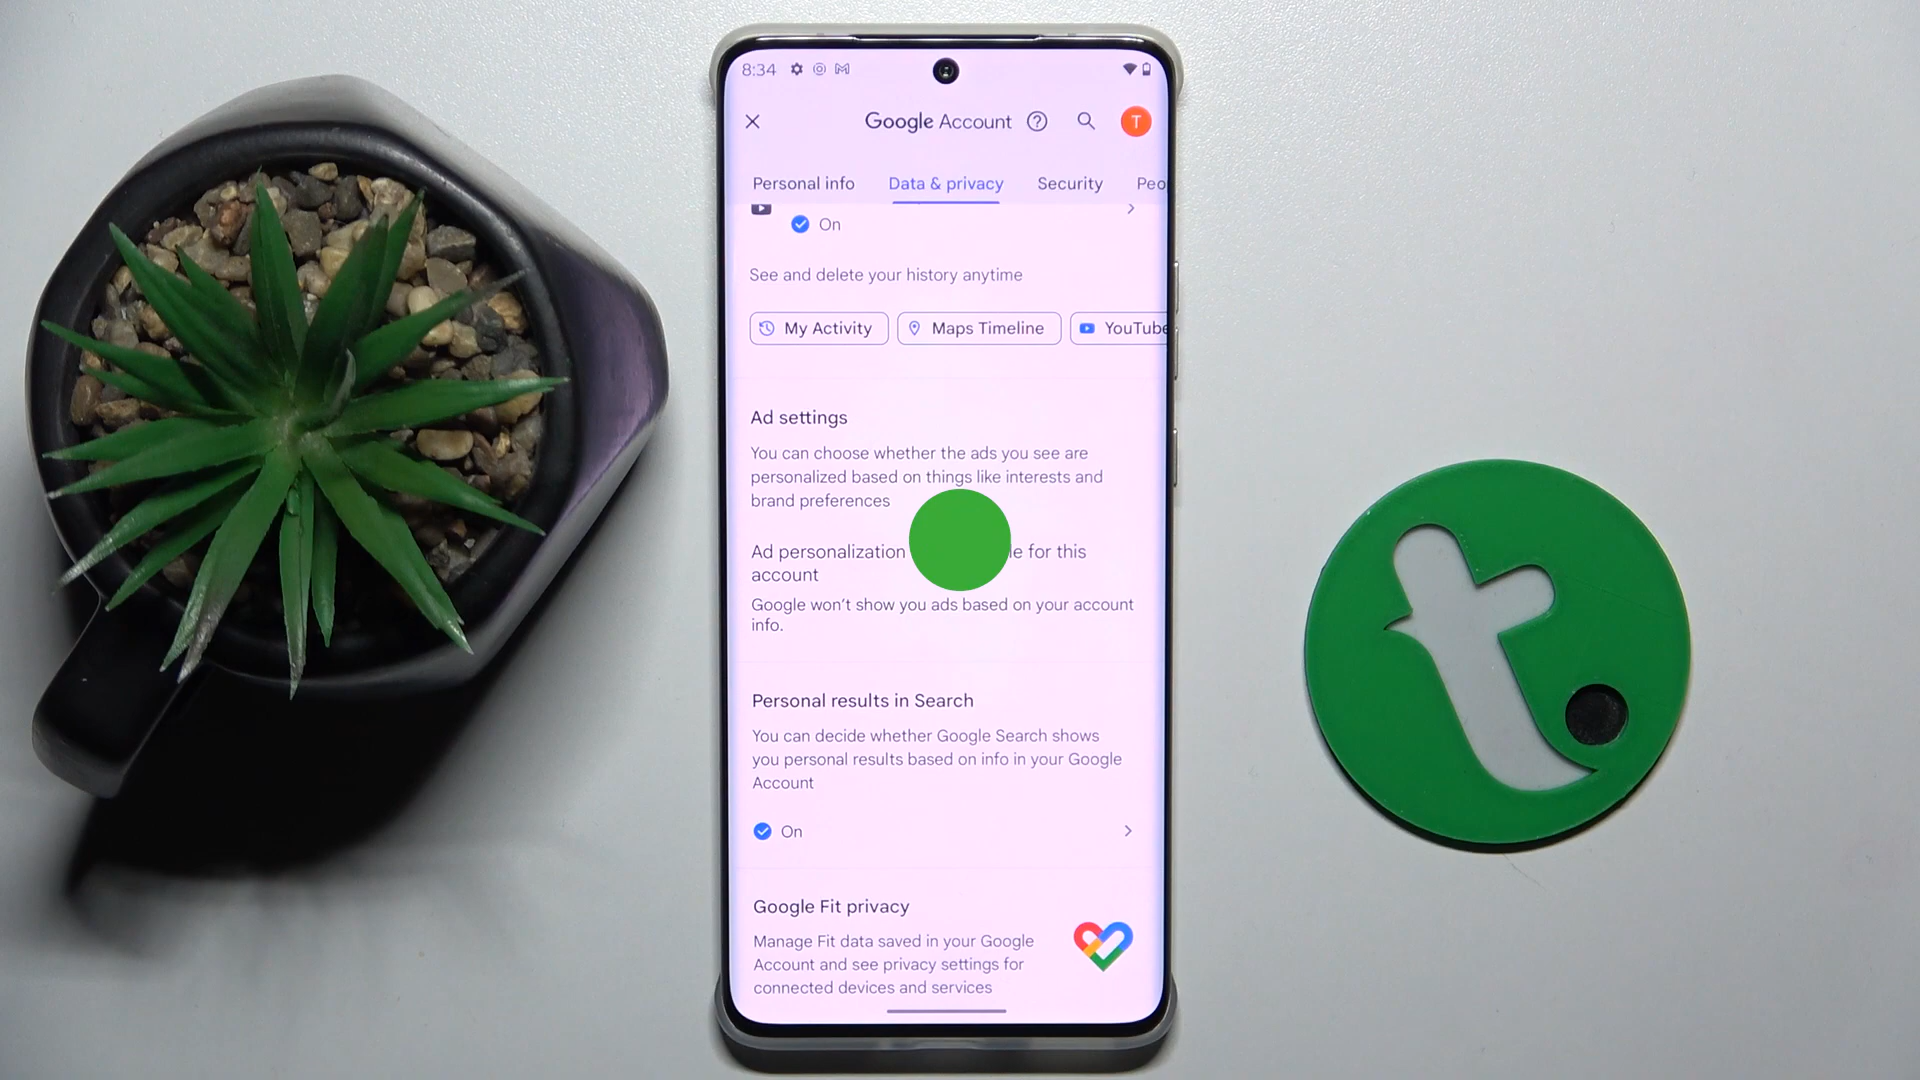 8:34
Google Account
T
Personal info Data & privacy Security Peo
On
See and delete your history anytime
My Activity Maps Timeline YouTube
Ad settings
You can choose whether the ads you see are
personalized based on things like interests and
brand preferences
Ad personalization le for this
account
Google won't show you ads based on your account
info.
Personal results in Search
You can decide whether Google Search shows
you personal results based on info in your Google
Account
On
Google Fit privacy
Manage Fit data saved in your Google
Account and see privacy settings for
connected devices and services